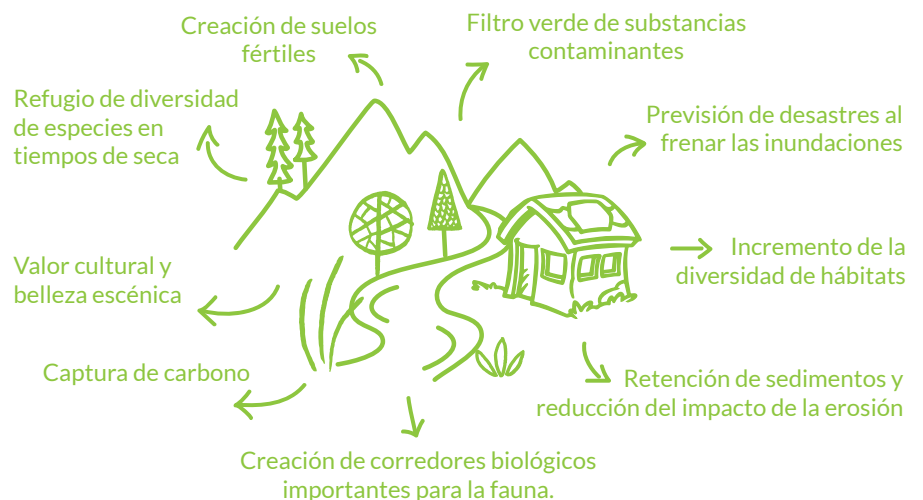 Creación de suelos
fértiles
Filtro verde de substancias
contaminantes
Refugio de diversidad
de especies en
tiempos de seca
Previsión de desastres al
frenar las inundaciones
Valor cultural y
belleza escénica
Incremento de la
diversidad de hábitats
Captura de carbono
Retención de sedimentos y
reducción del impacto de la erosión
Creación de corredores biológicos
importantes para la fauna.